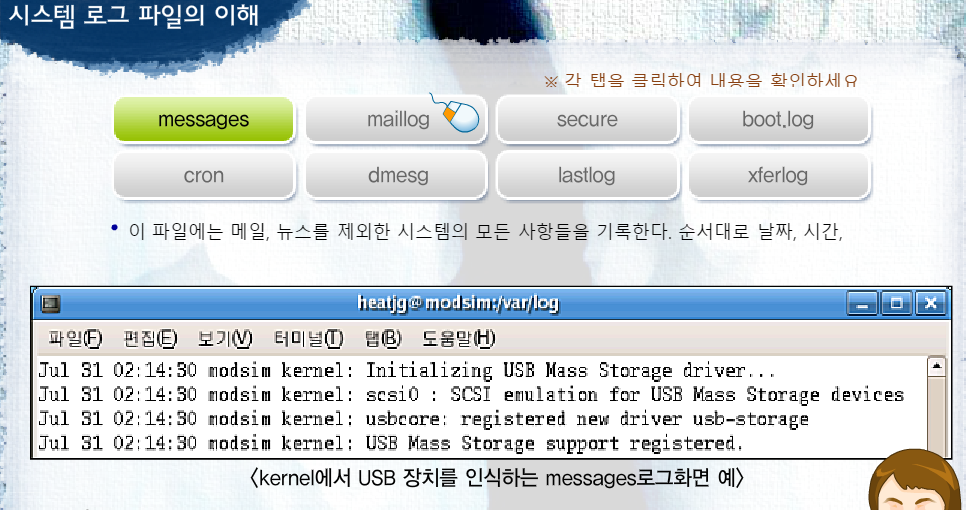 시스템 로그 파일의 이해
※ 각 탭을 클릭하여 내용을 확인하세요
messages maillog secure boot.log
cron dmesg lastlog xferlog
• 이 파일에는 메일, 뉴스를 제외한 시스템의 모든 사항들을 기록한다. 순서대로 날짜, 시간,
heatjg@modsim:/var/log
파일(F) 편집(E) 보기(V) 터미널(T) 탭(B) 도움말(H)
Jul 31 02:14:30 modsim kernel: Initializing USB Mass Storage driver...
Jul 31 02:14:30 modsim kernel: scsi0 : SCSI emulation for USB Mass Storage devices
Jul 31 02:14:30 modsim kernel: usbcore: registered new driver usb-storage
Jul 31 02:14:30 modsim kernel: USB Mass Storage support registered.
〈kernel에서 USB 장치를 인식하는 messages로그화면 예〉